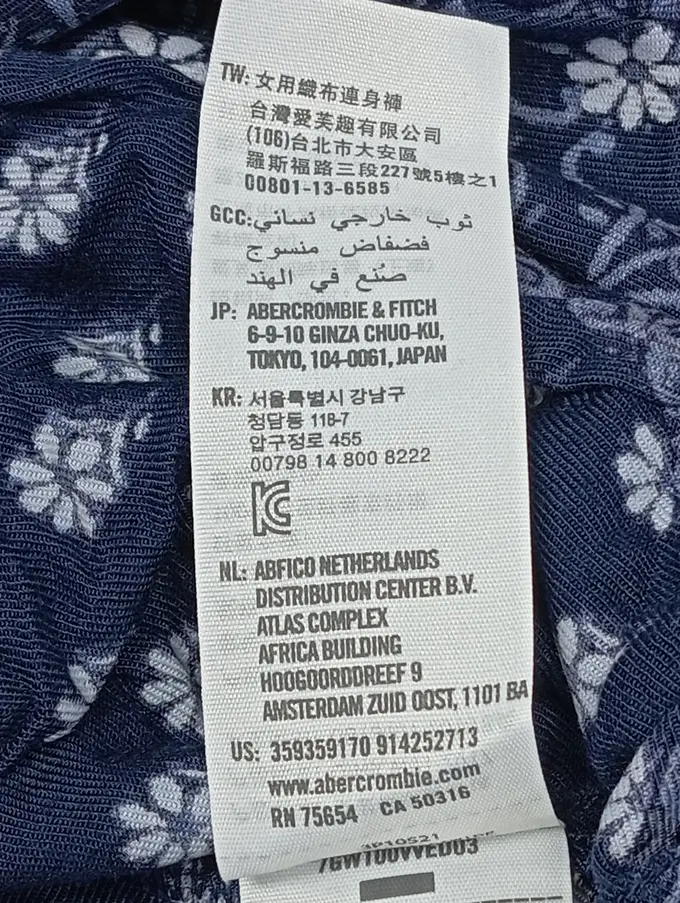 TW: 女用織布連身褲
台灣愛芙趣有限公司
(106)台北市大安區
羅斯福路三段227號5樓之1
00801-13-6585
GCC: ثوب خارجي نسائي
فضفاض منسوج
صُنع في الهند
JP: ABERCROMBIE & FITCH
6-9-10 GINZA CHUO-KU,
TOKYO, 104-0061, JAPAN
KR: 서울특별시 강남구
청담동 118-7
압구정로 455
00798 14 800 8222
NL: ABFICO NETHERLANDS
DISTRIBUTION CENTER B.V.
ATLAS COMPLEX
AFRICA BUILDING
HOOGOORDDREEF 9
AMSTERDAM ZUID OOST, 1101 BA
US: 359359170 914252713
www.abercrombie.com
RN 75654 CA 50316